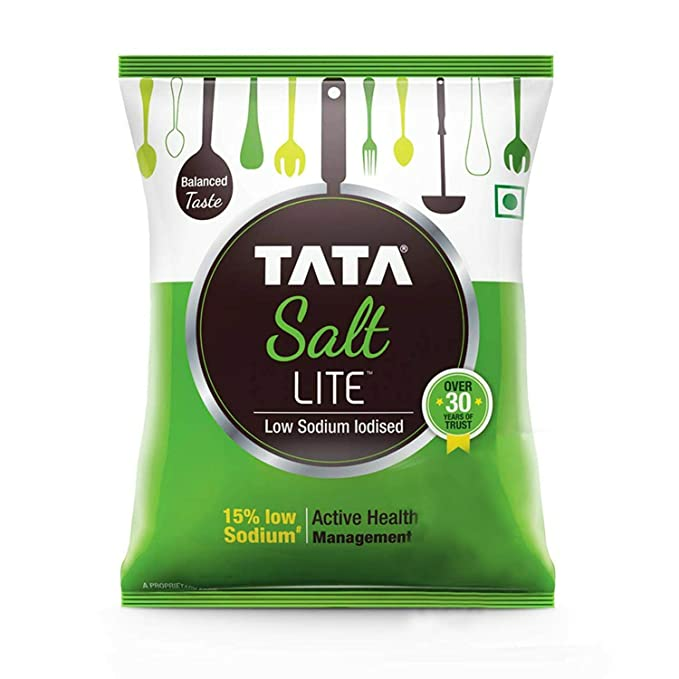 Balanced
Taste
TATA®
Salt
LITE™
Low Sodium Iodised
OVER
30
YEARS OF
TRUST
15% low
Sodium#
Active Health
Management
A PROPRIETARY